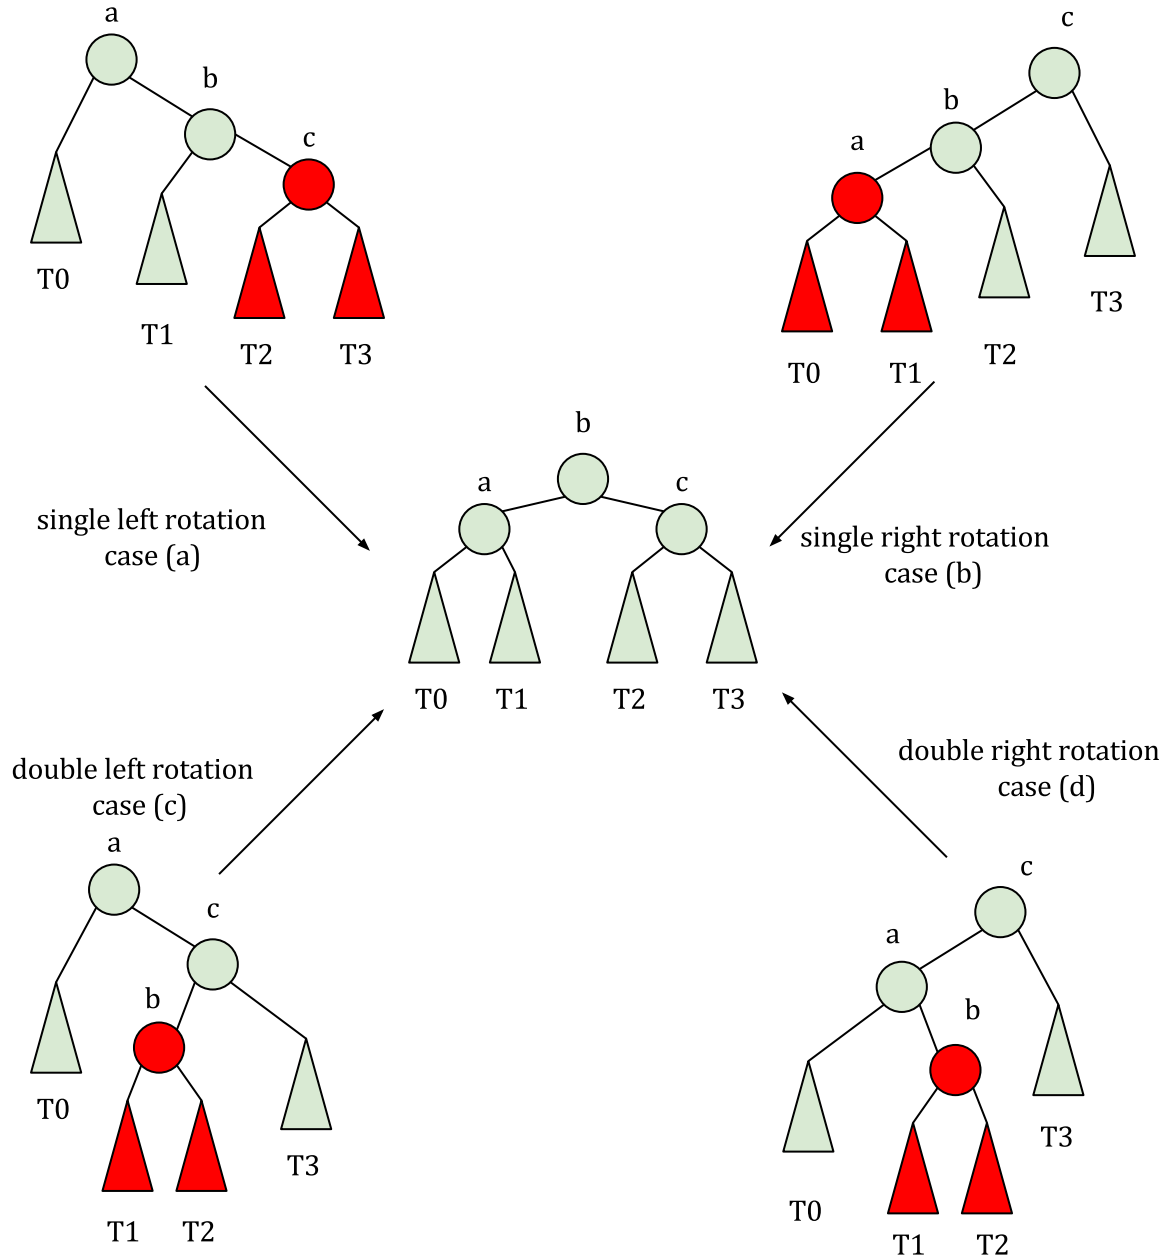 a
b
c
T0
T1
T2
T3
single left rotation
case (a)
c
b
a
T0
T1
T2
T3
single right rotation
case (b)
b
a
c
T0
T1
T2
T3
double left rotation
case (c)
a
c
b
T0
T3
T1
T2
double right rotation
case (d)
c
a
b
T3
T0
T1
T2